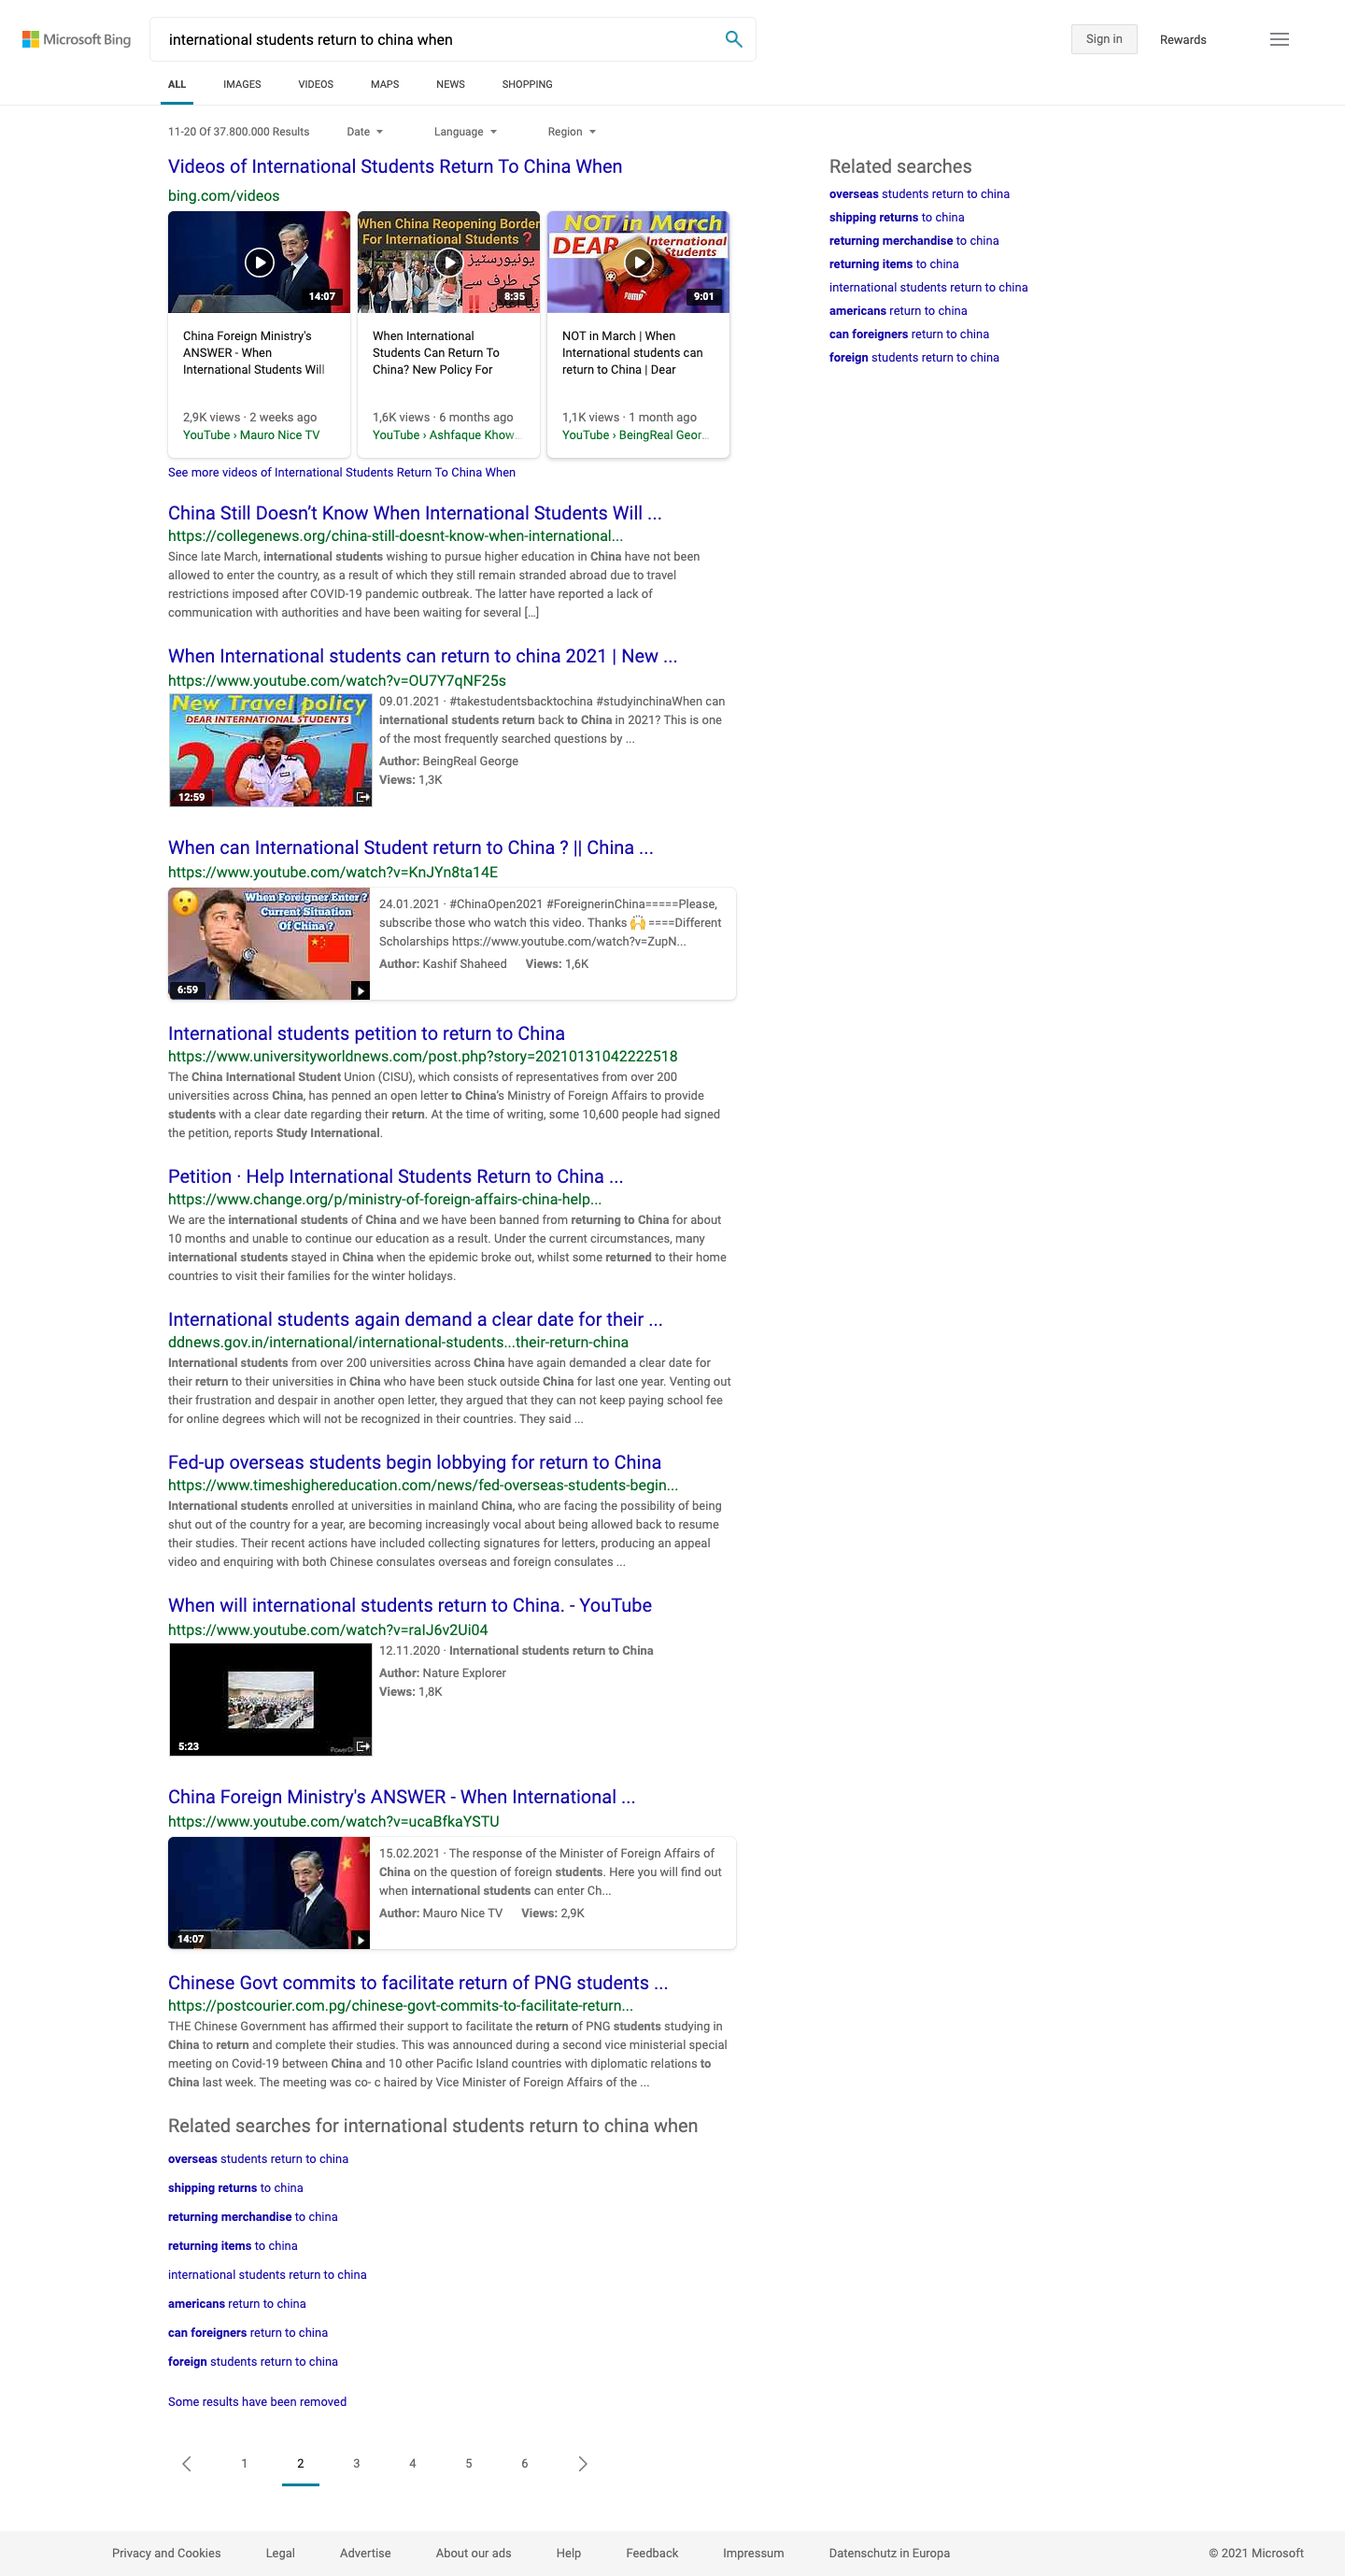 Microsoft Bing
international students return to china when
Sign in
Rewards
ALL
IMAGES
VIDEOS
MAPS
NEWS
SHOPPING
11-20 Of 37.800.000 Results
Date
Language
Region
Videos of International Students Return To China When
bing.com/videos
14:07
China Foreign Ministry's
ANSWER - When
International Students Will
2,9K views · 2 weeks ago
YouTube › Mauro Nice TV
When China Reopening Border
For International Students?
یونیورسٹیز
کی طرف سے
نیا اعلان
8:35
When International
Students Can Return To
China? New Policy For
1,6K views · 6 months ago
YouTube › Ashfaque Khow...
NOT in March
DEAR International
Students
PUMA
9:01
NOT in March | When
International students can
return to China | Dear
1,1K views · 1 month ago
YouTube › BeingReal Geor...
See more videos of International Students Return To China When
China Still Doesn’t Know When International Students Will ...
https://collegenews.org/china-still-doesnt-know-when-international...
Since late March, international students wishing to pursue higher education in China have not been
allowed to enter the country, as a result of which they still remain stranded abroad due to travel
restrictions imposed after COVID-19 pandemic outbreak. The latter have reported a lack of
communication with authorities and have been waiting for several [...]
When International students can return to china 2021 | New ...
https://www.youtube.com/watch?v=OU7Y7qNF25s
New Travel policy
DEAR INTERNATIONAL STUDENTS
2021
12:59
09.01.2021 · #takestudentsbacktochina #studyinchinaWhen can
international students return back to China in 2021? This is one
of the most frequently searched questions by ...
Author: BeingReal George
Views: 1,3K
When can International Student return to China ? || China ...
https://www.youtube.com/watch?v=KnJYn8ta14E
When Foreigner Enter ?
Current Situation
Of China ?
6:59
24.01.2021 · #ChinaOpen2021 #ForeignerinChina=====Please,
subscribe those who watch this video. Thanks 🙌 ====Different
Scholarships https://www.youtube.com/watch?v=ZupN...
Author: Kashif Shaheed Views: 1,6K
International students petition to return to China
https://www.universityworldnews.com/post.php?story=20210131042222518
The China International Student Union (CISU), which consists of representatives from over 200
universities across China, has penned an open letter to China’s Ministry of Foreign Affairs to provide
students with a clear date regarding their return. At the time of writing, some 10,600 people had signed
the petition, reports Study International.
Petition · Help International Students Return to China ...
https://www.change.org/p/ministry-of-foreign-affairs-china-help...
We are the international students of China and we have been banned from returning to China for about
10 months and unable to continue our education as a result. Under the current circumstances, many
international students stayed in China when the epidemic broke out, whilst some returned to their home
countries to visit their families for the winter holidays.
International students again demand a clear date for their ...
ddnews.gov.in/international/international-students...their-return-china
International students from over 200 universities across China have again demanded a clear date for
their return to their universities in China who have been stuck outside China for last one year. Venting out
their frustration and despair in another open letter, they argued that they can not keep paying school fee
for online degrees which will not be recognized in their countries. They said ...
Fed-up overseas students begin lobbying for return to China
https://www.timeshighereducation.com/news/fed-overseas-students-begin...
International students enrolled at universities in mainland China, who are facing the possibility of being
shut out of the country for a year, are becoming increasingly vocal about being allowed back to resume
their studies. Their recent actions have included collecting signatures for letters, producing an appeal
video and enquiring with both Chinese consulates overseas and foreign consulates ...
When will international students return to China. - YouTube
https://www.youtube.com/watch?v=raIJ6v2Ui04
5:23
12.11.2020 · International students return to China
Author: Nature Explorer
Views: 1,8K
China Foreign Ministry's ANSWER - When International ...
https://www.youtube.com/watch?v=ucaBfkaYSTU
14:07
15.02.2021 · The response of the Minister of Foreign Affairs of
China on the question of foreign students. Here you will find out
when international students can enter Ch...
Author: Mauro Nice TV Views: 2,9K
Chinese Govt commits to facilitate return of PNG students ...
https://postcourier.com.pg/chinese-govt-commits-to-facilitate-return...
THE Chinese Government has affirmed their support to facilitate the return of PNG students studying in
China to return and complete their studies. This was announced during a second vice ministerial special
meeting on Covid-19 between China and 10 other Pacific Island countries with diplomatic relations to
China last week. The meeting was co- c haired by Vice Minister of Foreign Affairs of the ...
Related searches for international students return to china when
overseas students return to china
shipping returns to china
returning merchandise to china
returning items to china
international students return to china
americans return to china
can foreigners return to china
foreign students return to china
Some results have been removed
1
2
3
4
5
6
Related searches
overseas students return to china
shipping returns to china
returning merchandise to china
returning items to china
international students return to china
americans return to china
can foreigners return to china
foreign students return to china
Privacy and Cookies
Legal
Advertise
About our ads
Help
Feedback
Impressum
Datenschutz in Europa
© 2021 Microsoft